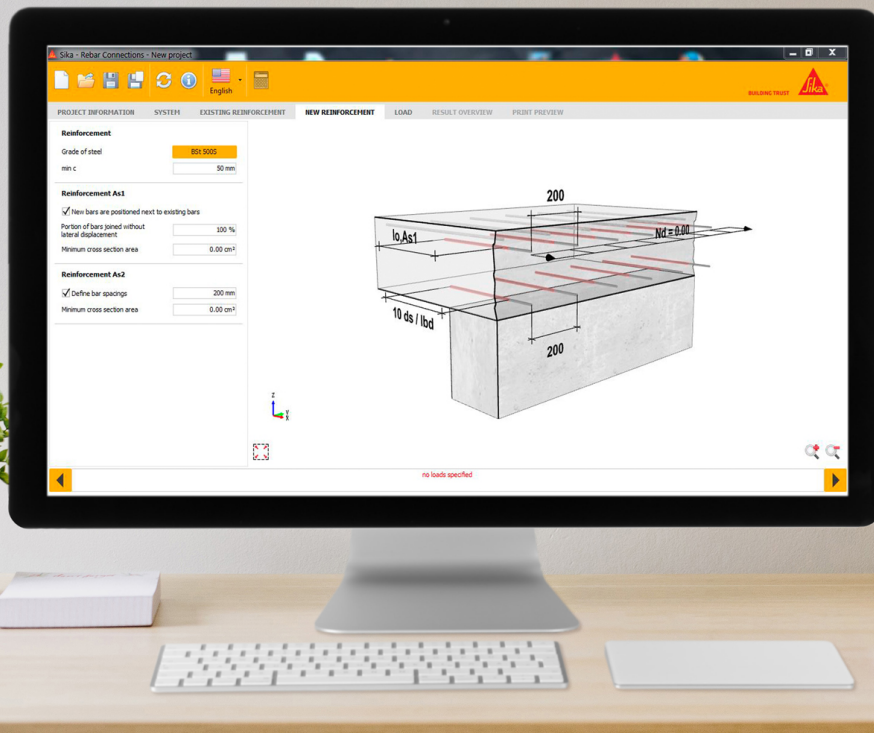 Sika - Rebar Connections - New project
English
BUILDING TRUST
Sika
PROJECT INFORMATION SYSTEM EXISTING REINFORCEMENT NEW REINFORCEMENT LOAD RESULT OVERVIEW PRINT PREVIEW
Reinforcement
Grade of steel BSt 500S
min c 50 mm
Reinforcement As1
New bars are positioned next to existing bars
Portion of bars joined without
lateral displacement 100 %
Minimum cross section area 0.00 cm²
Reinforcement As2
Define bar spacings 200 mm
Minimum cross section area 0.00 cm²
200
lo,As1
Nd = 0.00
10 ds / lbd
200
z
y
x
no loads specified